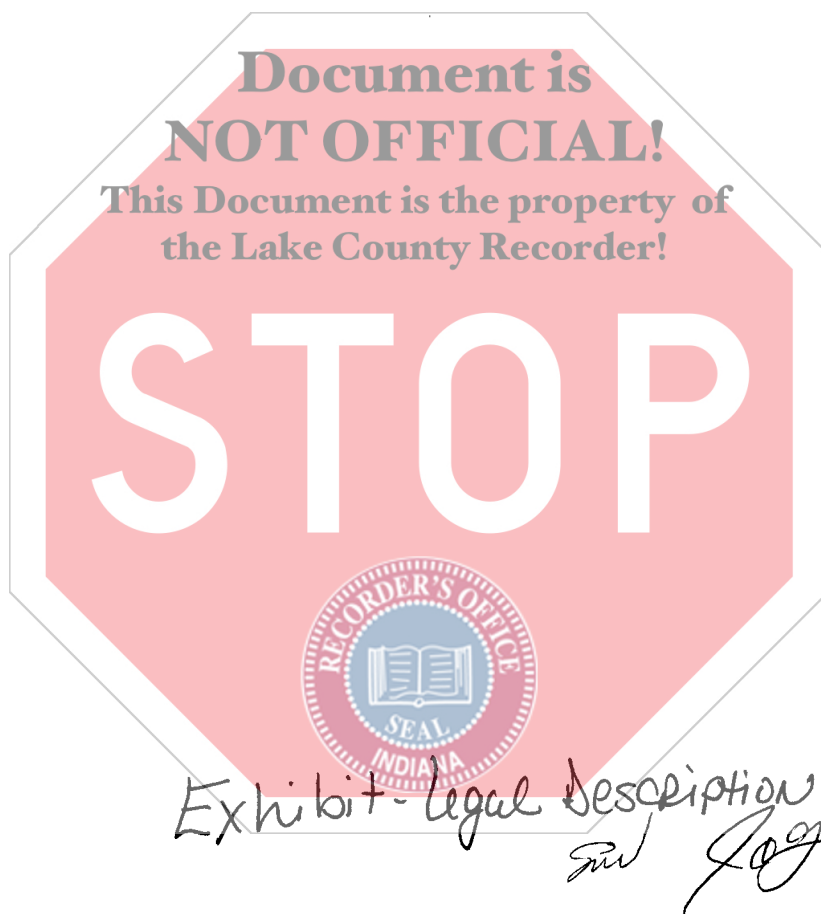 Document is
NOT OFFICIAL!
This Document is the property of
the Lake County Recorder!
STOP
RECORDER'S OFFICE
SEAL
INDIANA
Exhibit - Legal Description